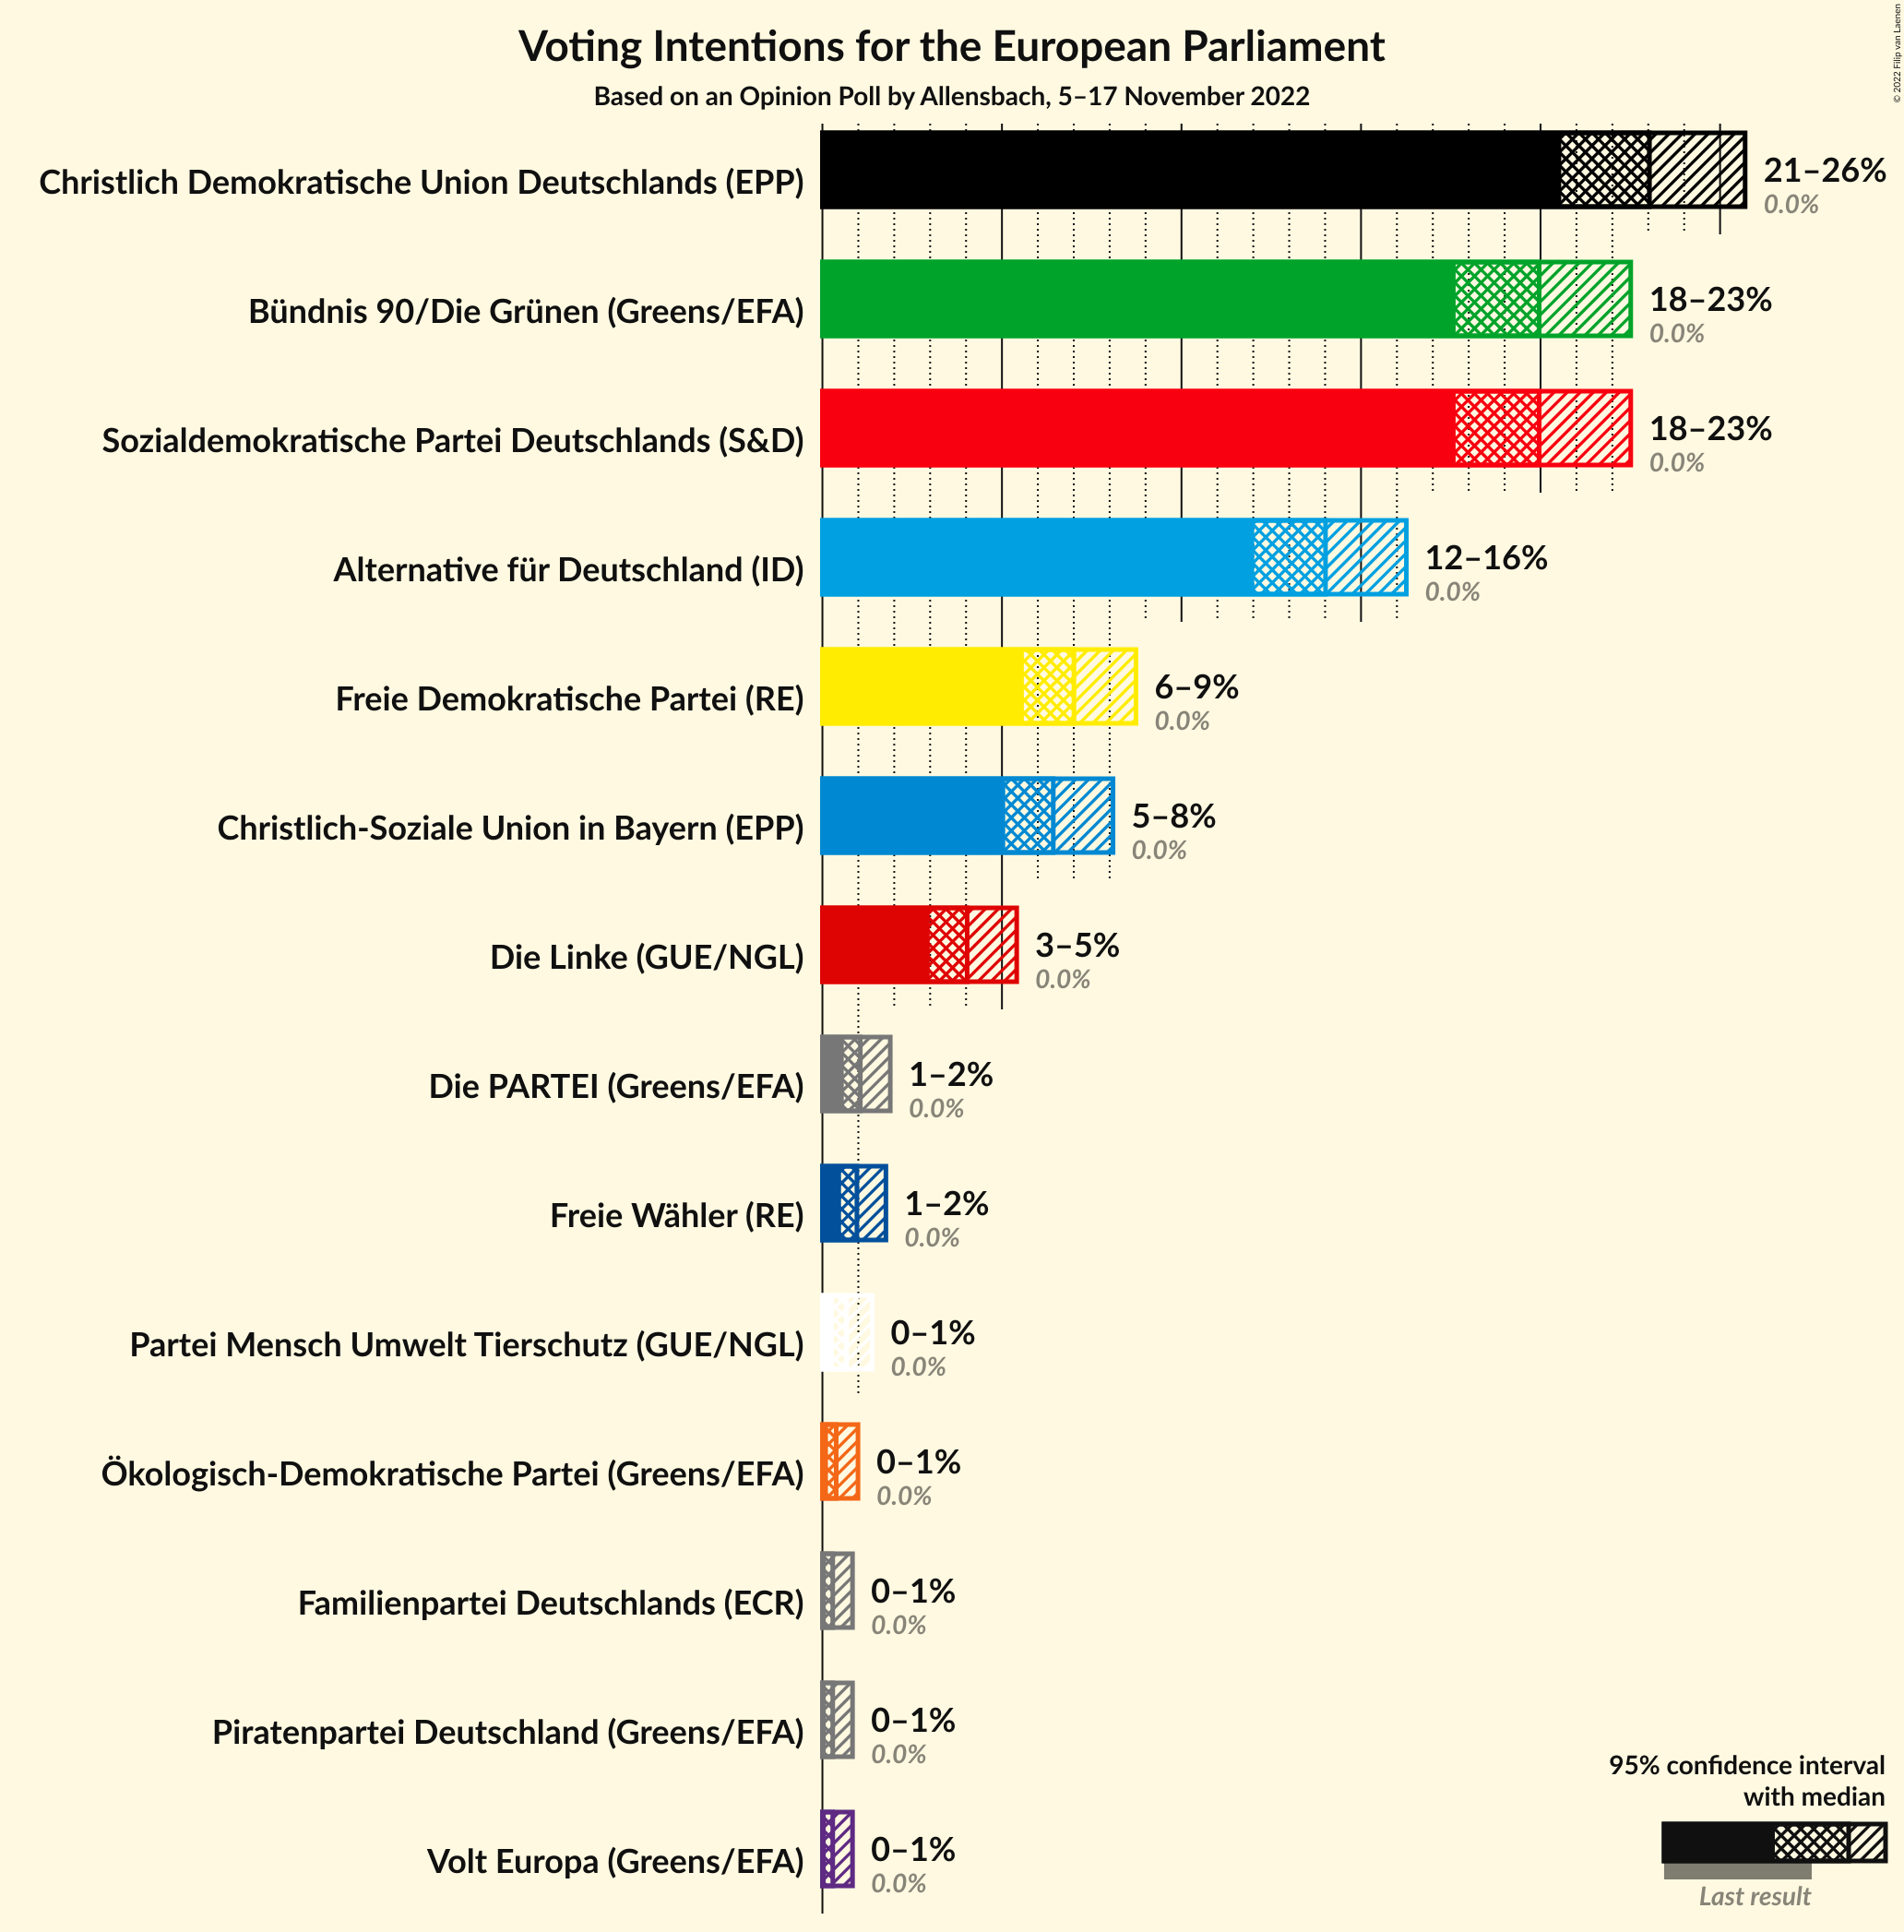 Voting Intentions for the European Parliament
Based on an Opinion Poll by Allensbach, 5–17 November 2022
© 2022 Filip van Laenen
Christlich Demokratische Union Deutschlands (EPP)
21–26%
0.0%
Bündnis 90/Die Grünen (Greens/EFA)
18–23%
0.0%
Sozialdemokratische Partei Deutschlands (S&D)
18–23%
0.0%
Alternative für Deutschland (ID)
12–16%
0.0%
Freie Demokratische Partei (RE)
6–9%
0.0%
Christlich-Soziale Union in Bayern (EPP)
5–8%
0.0%
Die Linke (GUE/NGL)
3–5%
0.0%
Die PARTEI (Greens/EFA)
1–2%
0.0%
Freie Wähler (RE)
1–2%
0.0%
Partei Mensch Umwelt Tierschutz (GUE/NGL)
0–1%
0.0%
Ökologisch-Demokratische Partei (Greens/EFA)
0–1%
0.0%
Familienpartei Deutschlands (ECR)
0–1%
0.0%
Piratenpartei Deutschland (Greens/EFA)
0–1%
0.0%
Volt Europa (Greens/EFA)
0–1%
0.0%
95% confidence interval
with median
Last result